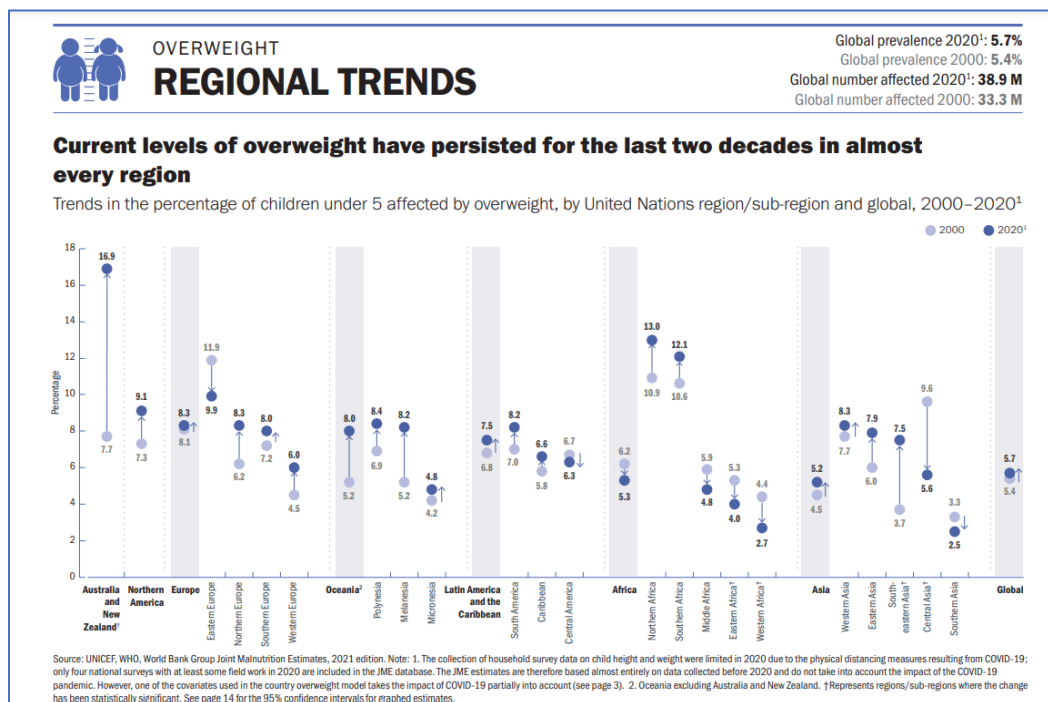 OVERWEIGHT
REGIONAL TRENDS
Global prevalence 2020¹: 5.7%
Global prevalence 2000: 5.4%
Global number affected 2020¹: 38.9 M
Global number affected 2000: 33.3 M
Current levels of overweight have persisted for the last two decades in almost
every region
Trends in the percentage of children under 5 affected by overweight, by United Nations region/sub-region and global, 2000–2020¹
2000 2020¹
Percentage
18
16
14
12
10
8
6
4
2
0
16.9
7.7
9.1
7.3
8.3
8.1
11.9
9.9
8.3
6.2
8.0
7.2
6.0
4.5
8.0
5.2
8.4
6.9
8.2
5.2
4.8
4.2
7.5
6.8
8.2
7.0
6.6
5.8
6.7
6.3
6.2
5.3
13.0
10.9
12.1
10.6
5.9
4.8
5.3
4.0
4.4
2.7
5.2
4.5
8.3
7.7
7.9
6.0
7.5
3.7
9.6
5.6
3.3
2.5
5.7
5.4
Australia
and
New
Zealand†
Northern
America
Europe
Eastern Europe
Northern Europe
Southern Europe
Western Europe
Oceania²
Polynesia
Melanesia
Micronesia
Latin America
and the
Caribbean
South America
Caribbean
Central America
Africa
Northern Africa
Southern Africa
Middle Africa
Eastern Africa†
Western Africa†
Asia
Western Asia
Eastern Asia
South-
eastern Asia†
Central Asia†
Southern Asia
Global
Source: UNICEF, WHO, World Bank Group Joint Malnutrition Estimates, 2021 edition. Note: 1. The collection of household survey data on child height and weight were limited in 2020 due to the physical distancing measures resulting from COVID-19;
only four national surveys with at least some field work in 2020 are included in the JME database. The JME estimates are therefore based almost entirely on data collected before 2020 and do not take into account the impact of the COVID-19
pandemic. However, one of the covariates used in the country overweight model takes the impact of COVID-19 partially into account (see page 3). 2. Oceania excluding Australia and New Zealand. †Represents regions/sub-regions where the change
has been statistically significant. See page 14 for the 95% confidence intervals for graphed estimates.